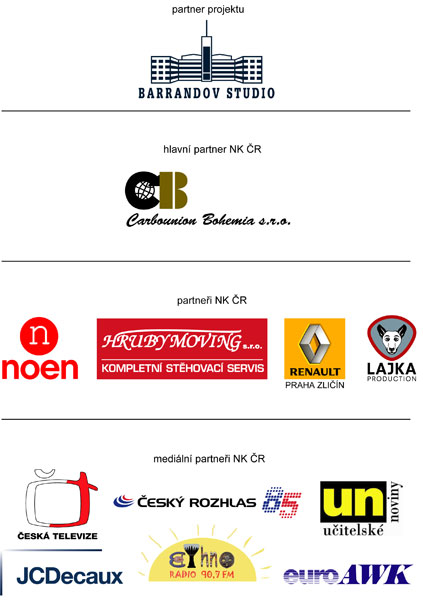 partner projektu
BARRANDOV STUDIO
hlavní partner NK ČR
CB
Carbounion Bohemia s.r.o.
partneři NK ČR
n
noen
HRUBY MOVING s.r.o.
KOMPLETNÍ STĚHOVACÍ SERVIS
RENAULT
PRAHA ZLIČÍN
LAJKA
PRODUCTION
mediální partneři NK ČR
ČESKÁ TELEVIZE
ČESKÝ ROZHLAS 85
un
učitelské
noviny
JCDecaux
Ethno
RADIO 90,7 FM
euroAWK